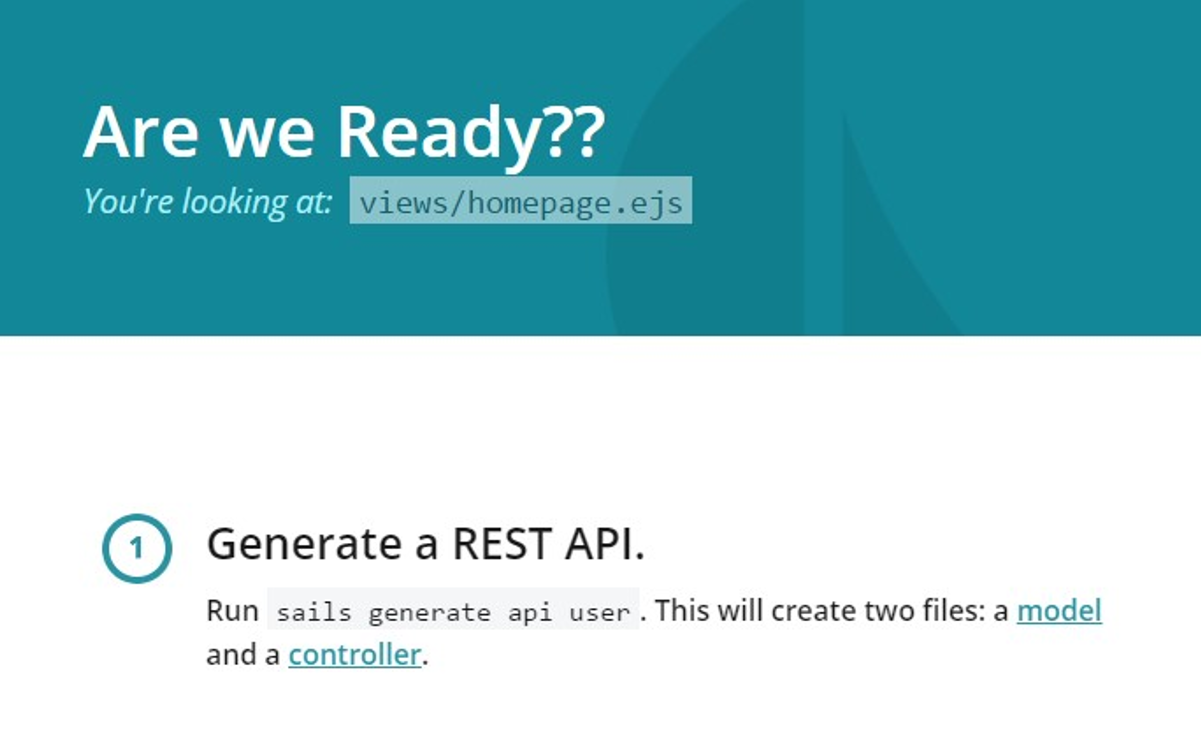 Are we Ready??
You're looking at: views/homepage.ejs
1
Generate a REST API.
Run sails generate api user. This will create two files: a model
and a controller.